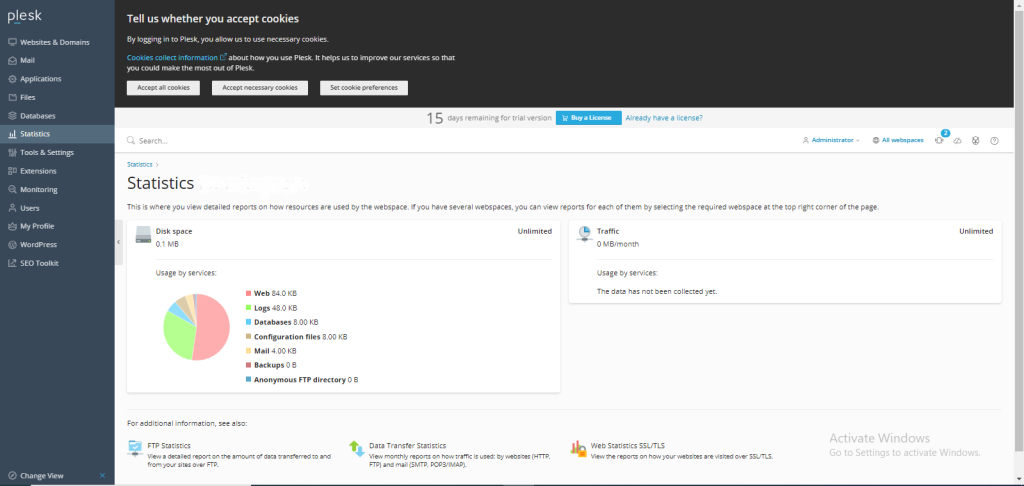 plesk
Websites & Domains
Mail
Applications
Files
Databases
Statistics
Tools & Settings
Extensions
Monitoring
Users
My Profile
WordPress
SEO Toolkit
Change View
Tell us whether you accept cookies
By logging in to Plesk, you allow us to use necessary cookies.
Cookies collect information about how you use Plesk. It helps us to improve our services so that
you could make the most out of Plesk.
Accept all cookies Accept necessary cookies Set cookie preferences
15 days remaining for trial version Buy a License Already have a license?
Search... Administrator All webspaces 2
Statistics >
Statistics
This is where you view detailed reports on how resources are used by the webspace. If you have several webspaces, you can view reports for each of them by selecting the required webspace at the top right corner of the page.
Disk space Unlimited
0.1 MB
Usage by services:
Web 84.0 KB
Logs 48.0 KB
Databases 8.00 KB
Configuration files 8.00 KB
Mail 4.00 KB
Backups 0 B
Anonymous FTP directory 0 B
Traffic Unlimited
0 MB/month
Usage by services:
The data has not been collected yet.
For additional information, see also:
FTP Statistics
View a detailed report on the amount of data transferred to and
from your sites over FTP.
Data Transfer Statistics
View monthly reports on how traffic is used: by websites (HTTP,
FTP) and mail (SMTP, POP3/IMAP).
Web Statistics SSL/TLS
View the reports on how your websites are visited over SSL/TLS.
Activate Windows
Go to Settings to activate Windows.